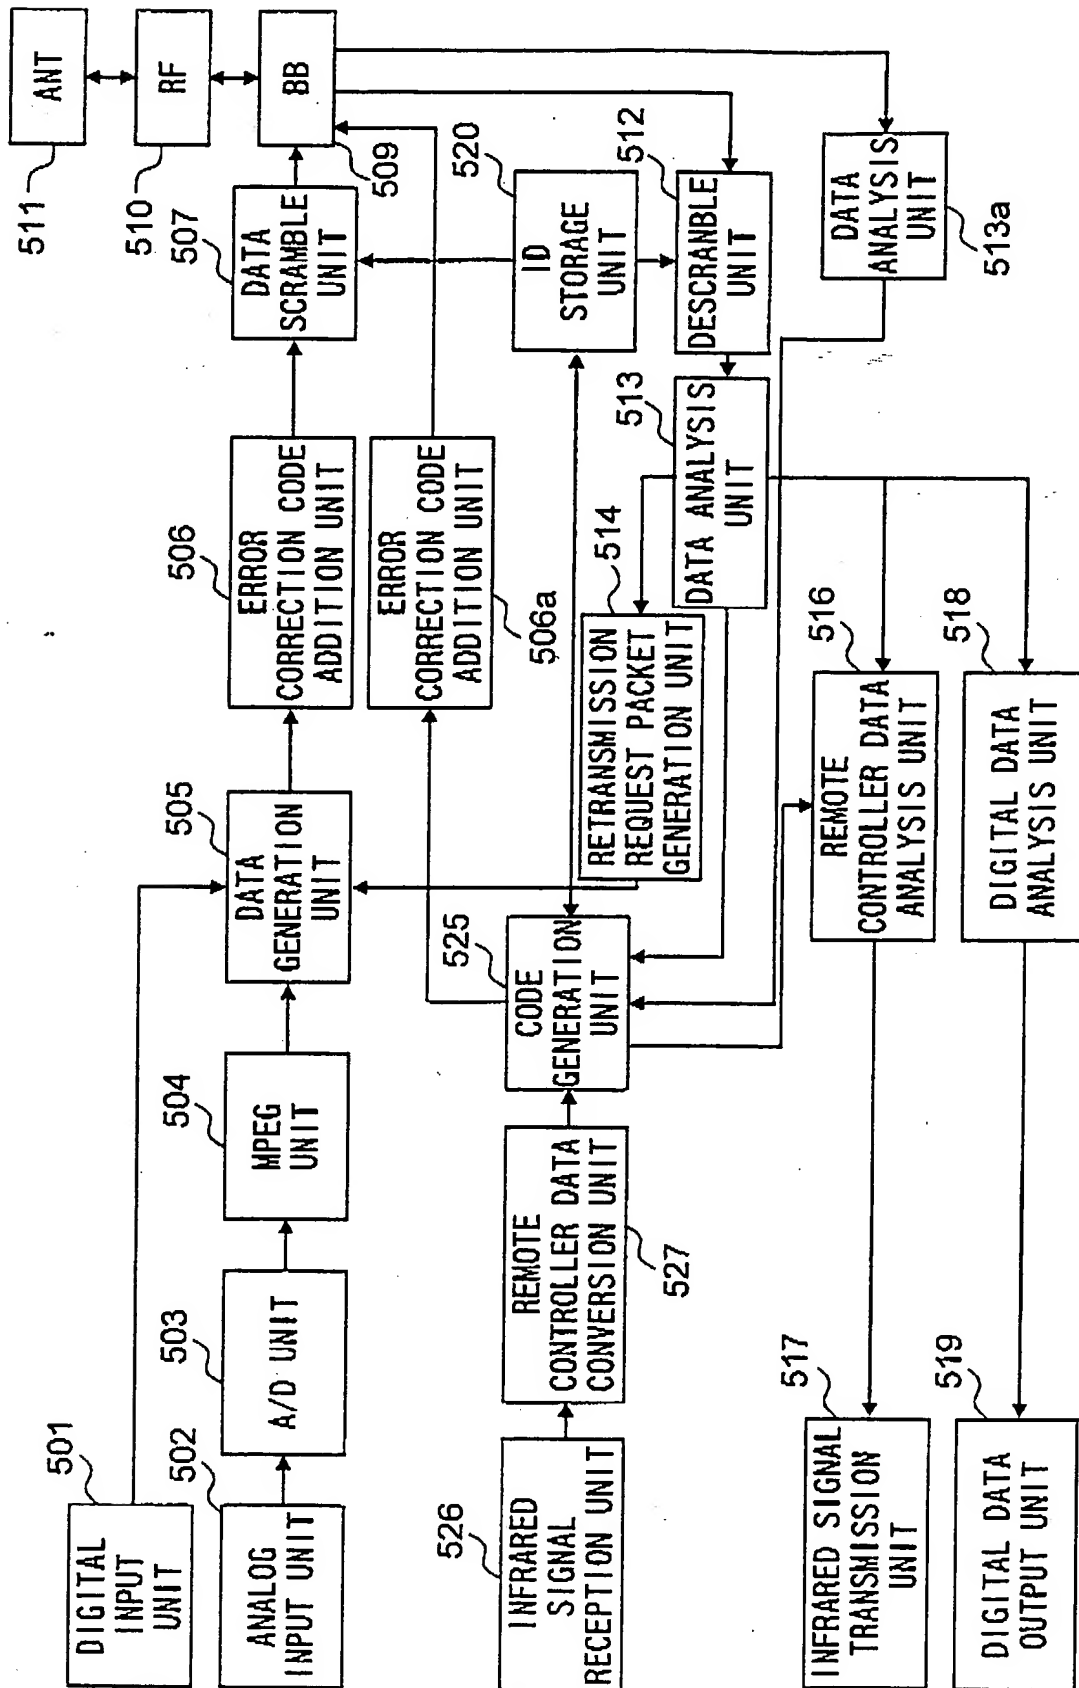 501
DIGITAL
INPUT
UNIT
502
ANALOG
INPUT UNIT
503
A/D UNIT
504
MPEG
UNIT
505
DATA
GENERATION
UNIT
506
ERROR
CORRECTION CODE
ADDITION UNIT
507
DATA
SCRAMBLE
UNIT
509
BB
510
RF
511
ANT
ERROR
CORRECTION CODE
ADDITION UNIT
506a
526
INFRARED
SIGNAL
RECEPTION UNIT
REMOTE
CONTROLLER DATA
CONVERSION UNIT
527
525
CODE
GENERATION
UNIT
520
ID
STORAGE
UNIT
514
RETRANSMISSION
REQUEST PACKET
GENERATION UNIT
513
DATA ANALYSIS
UNIT
512
DESCRANBLE
UNIT
DATA
ANALYSIS
UNIT
513a
517
INFRARED SIGNAL
TRANSMISSION
UNIT
516
REMOTE
CONTROLLER DATA
ANALYSIS UNIT
519
DIGITAL DATA
OUTPUT UNIT
518
DIGITAL DATA
ANALYSIS UNIT